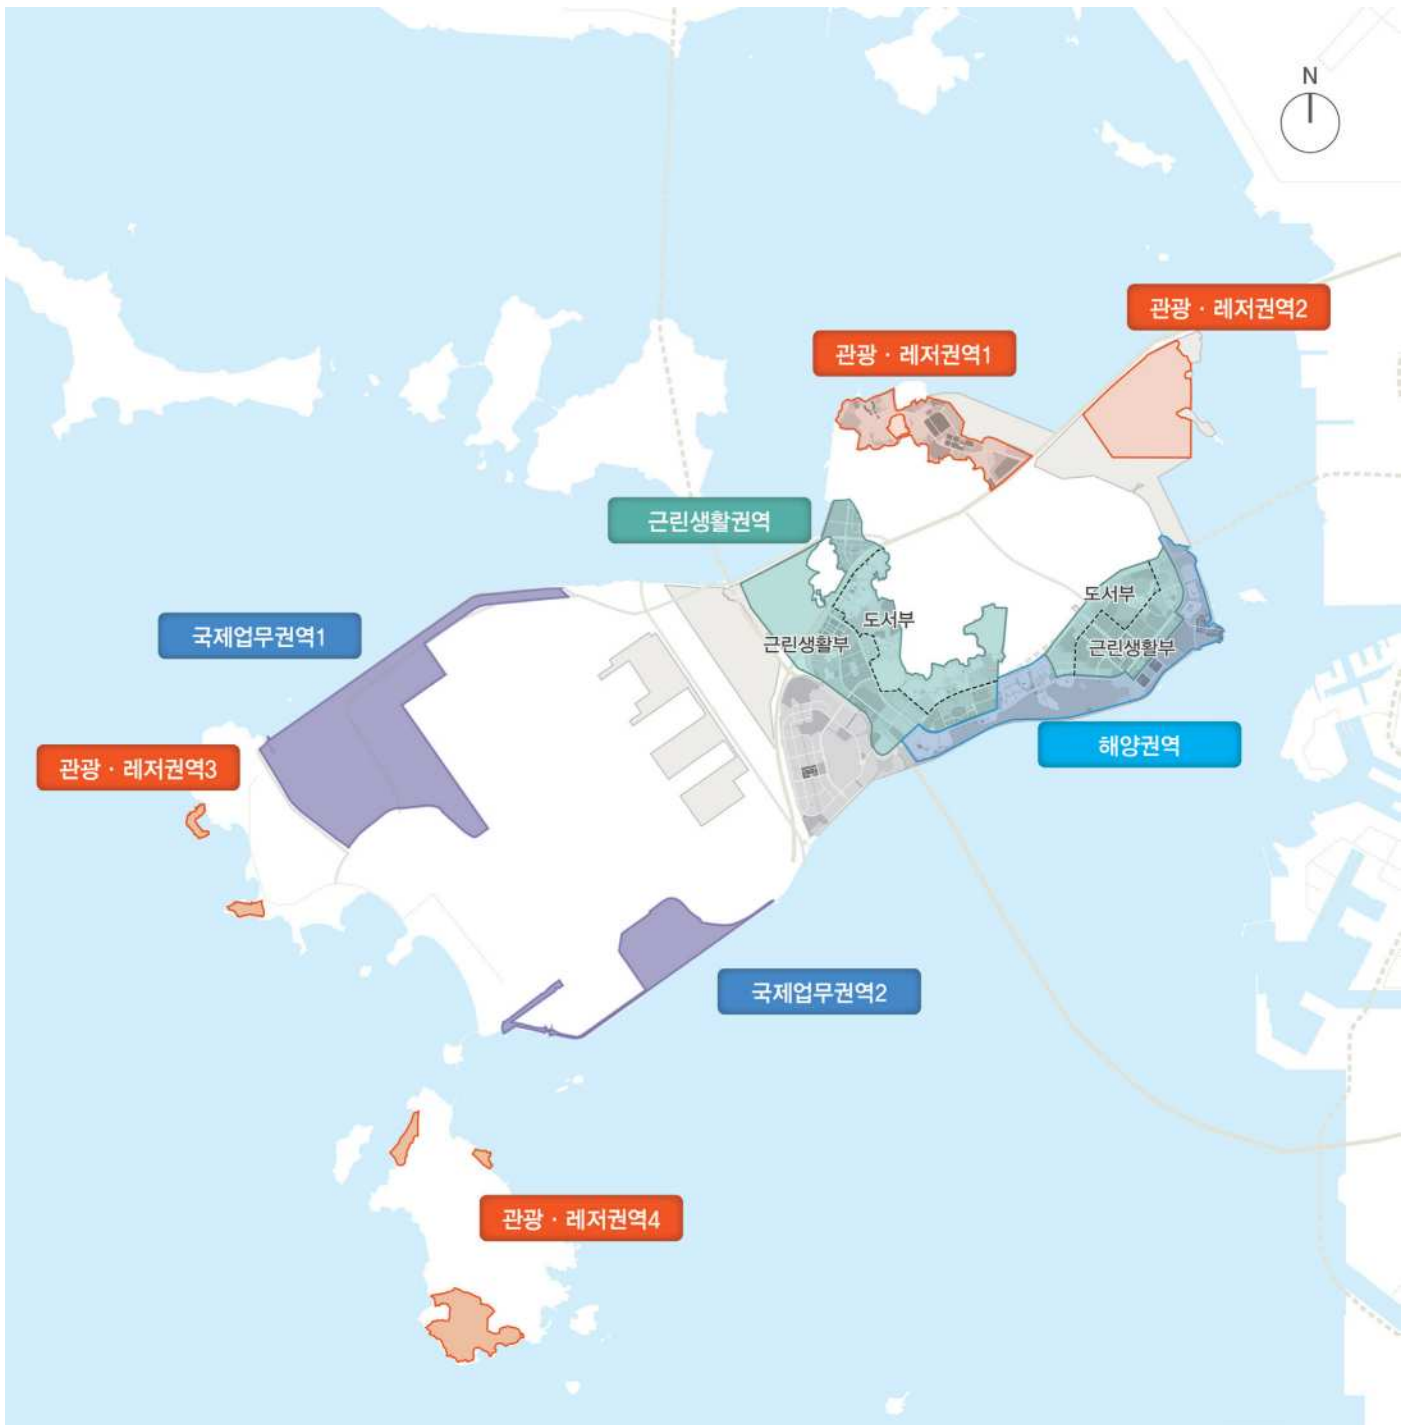 N
관광 · 레저권역2
관광 · 레저권역1
근린생활권역
도서부
도서부
국제업무권역1
근린생활부
근린생활부
해양권역
관광 · 레저권역3
국제업무권역2
관광 · 레저권역4